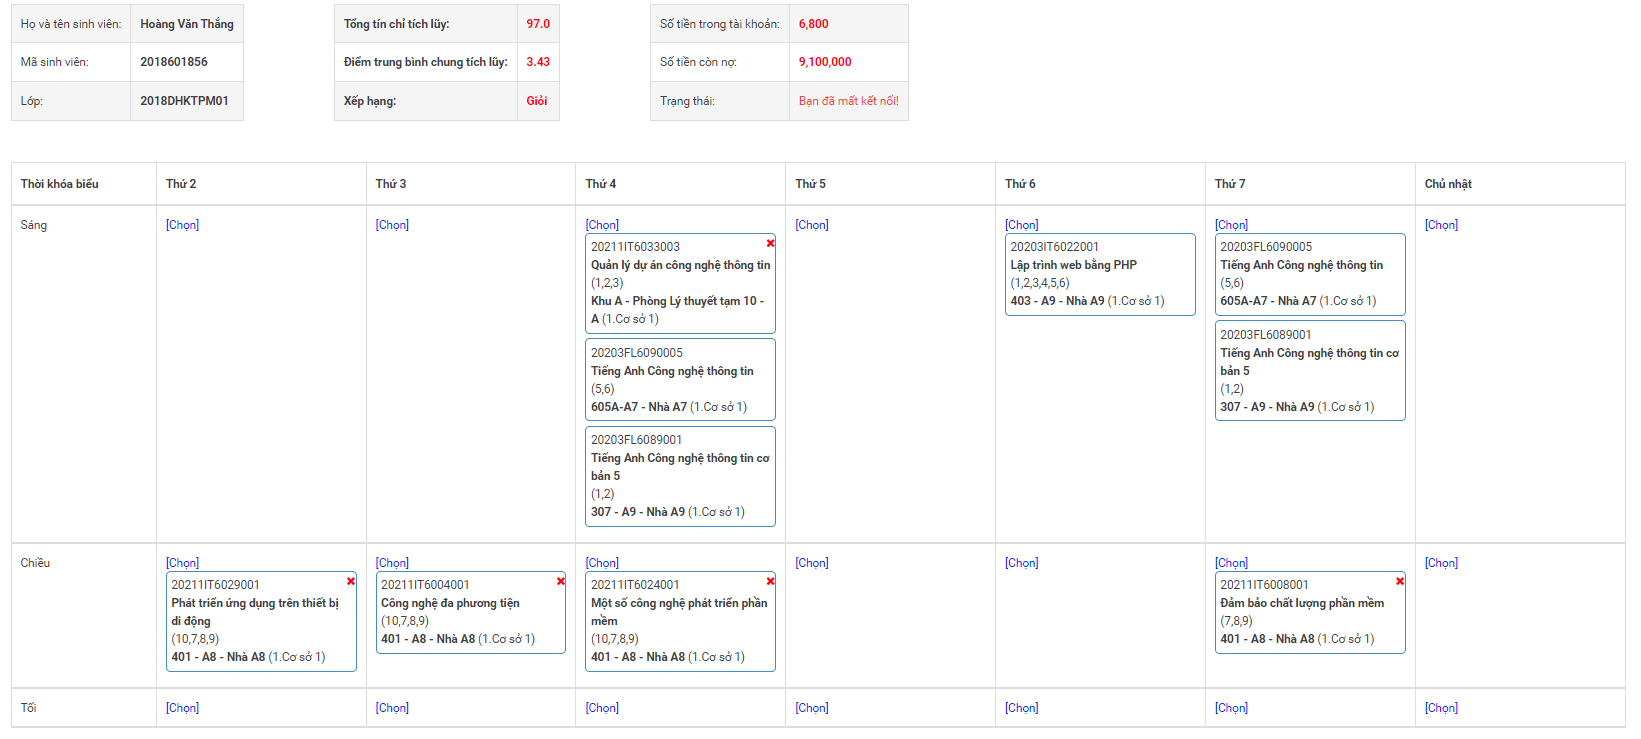 Họ và tên sinh viên: Hoàng Văn Thắng
Mã sinh viên: 2018601856
Lớp: 2018DHKTPM01
Tổng tín chỉ tích lũy: 97.0
Điểm trung bình chung tích lũy: 3.43
Xếp hạng: Giỏi
Số tiền trong tài khoản: 6,800
Số tiền còn nợ: 9,100,000
Trạng thái: Bạn đã mất kết nối!
Thời khóa biểu Thứ 2 Thứ 3 Thứ 4 Thứ 5 Thứ 6 Thứ 7 Chủ nhật
Sáng
[Chọn]
[Chọn]
[Chọn]
20211IT6033003
Quản lý dự án công nghệ thông tin
(1,2,3)
Khu A - Phòng Lý thuyết tạm 10 -
A (1.Cơ sở 1)
20203FL6090005
Tiếng Anh Công nghệ thông tin
(5,6)
605A-A7 - Nhà A7 (1.Cơ sở 1)
20203FL6089001
Tiếng Anh Công nghệ thông tin cơ
bản 5
(1,2)
307 - A9 - Nhà A9 (1.Cơ sở 1)
[Chọn]
[Chọn]
20203IT6022001
Lập trình web bằng PHP
(1,2,3,4,5,6)
403 - A9 - Nhà A9 (1.Cơ sở 1)
[Chọn]
20203FL6090005
Tiếng Anh Công nghệ thông tin
(5,6)
605A-A7 - Nhà A7 (1.Cơ sở 1)
20203FL6089001
Tiếng Anh Công nghệ thông tin cơ
bản 5
(1,2)
307 - A9 - Nhà A9 (1.Cơ sở 1)
[Chọn]
Chiều
[Chọn]
20211IT6029001
Phát triển ứng dụng trên thiết bị
di động
(10,7,8,9)
401 - A8 - Nhà A8 (1.Cơ sở 1)
[Chọn]
20211IT6004001
Công nghệ đa phương tiện
(10,7,8,9)
401 - A8 - Nhà A8 (1.Cơ sở 1)
[Chọn]
20211IT6024001
Một số công nghệ phát triển phần
mềm
(10,7,8,9)
401 - A8 - Nhà A8 (1.Cơ sở 1)
[Chọn]
[Chọn]
[Chọn]
20211IT6008001
Đảm bảo chất lượng phần mềm
(7,8,9)
401 - A8 - Nhà A8 (1.Cơ sở 1)
[Chọn]
Tối
[Chọn]
[Chọn]
[Chọn]
[Chọn]
[Chọn]
[Chọn]
[Chọn]